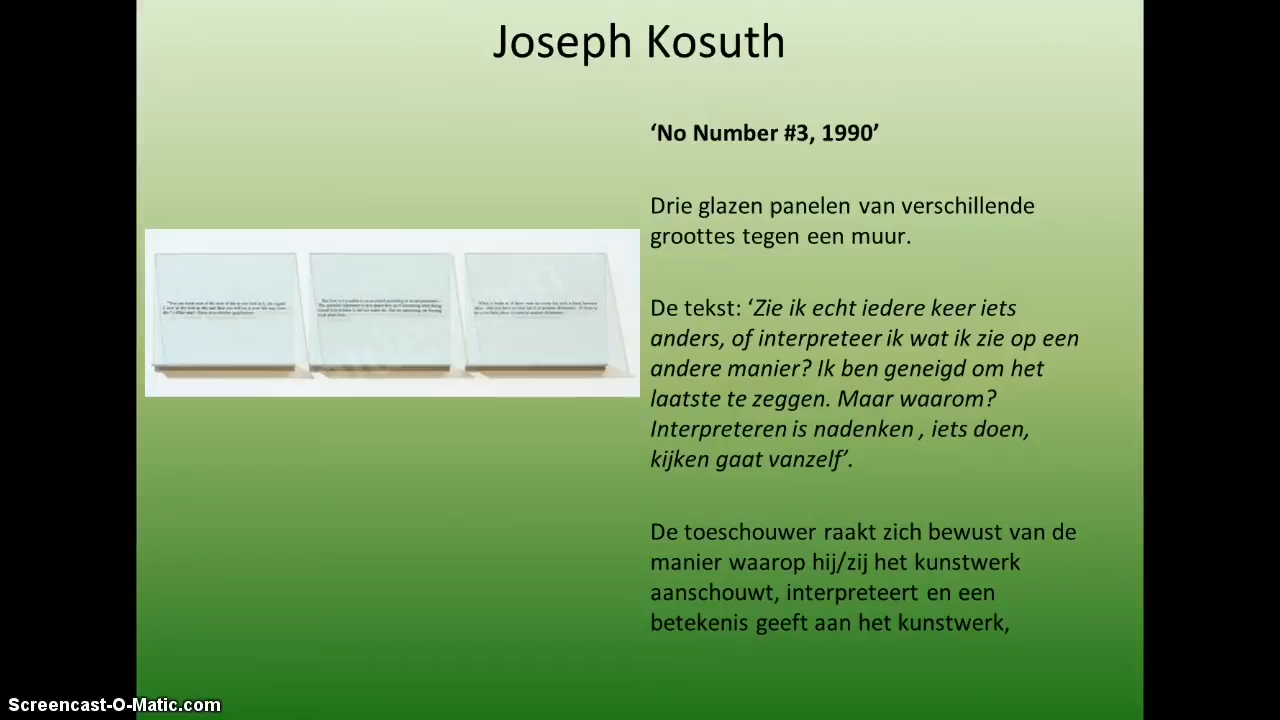 Joseph Kosuth
‘No Number #3, 1990’
Drie glazen panelen van verschillende
groottes tegen een muur.
De tekst: ‘Zie ik echt iedere keer iets
anders, of interpreteer ik wat ik zie op een
andere manier? Ik ben geneigd om het
laatste te zeggen. Maar waarom?
Interpreteren is nadenken , iets doen,
kijken gaat vanzelf’.
De toeschouwer raakt zich bewust van de
manier waarop hij/zij het kunstwerk
aanschouwt, interpreteert en een
betekenis geeft aan het kunstwerk,
Screencast-O-Matic.com